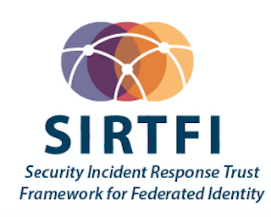 SIRTFI
Security Incident Response Trust
Framework for Federated Identity